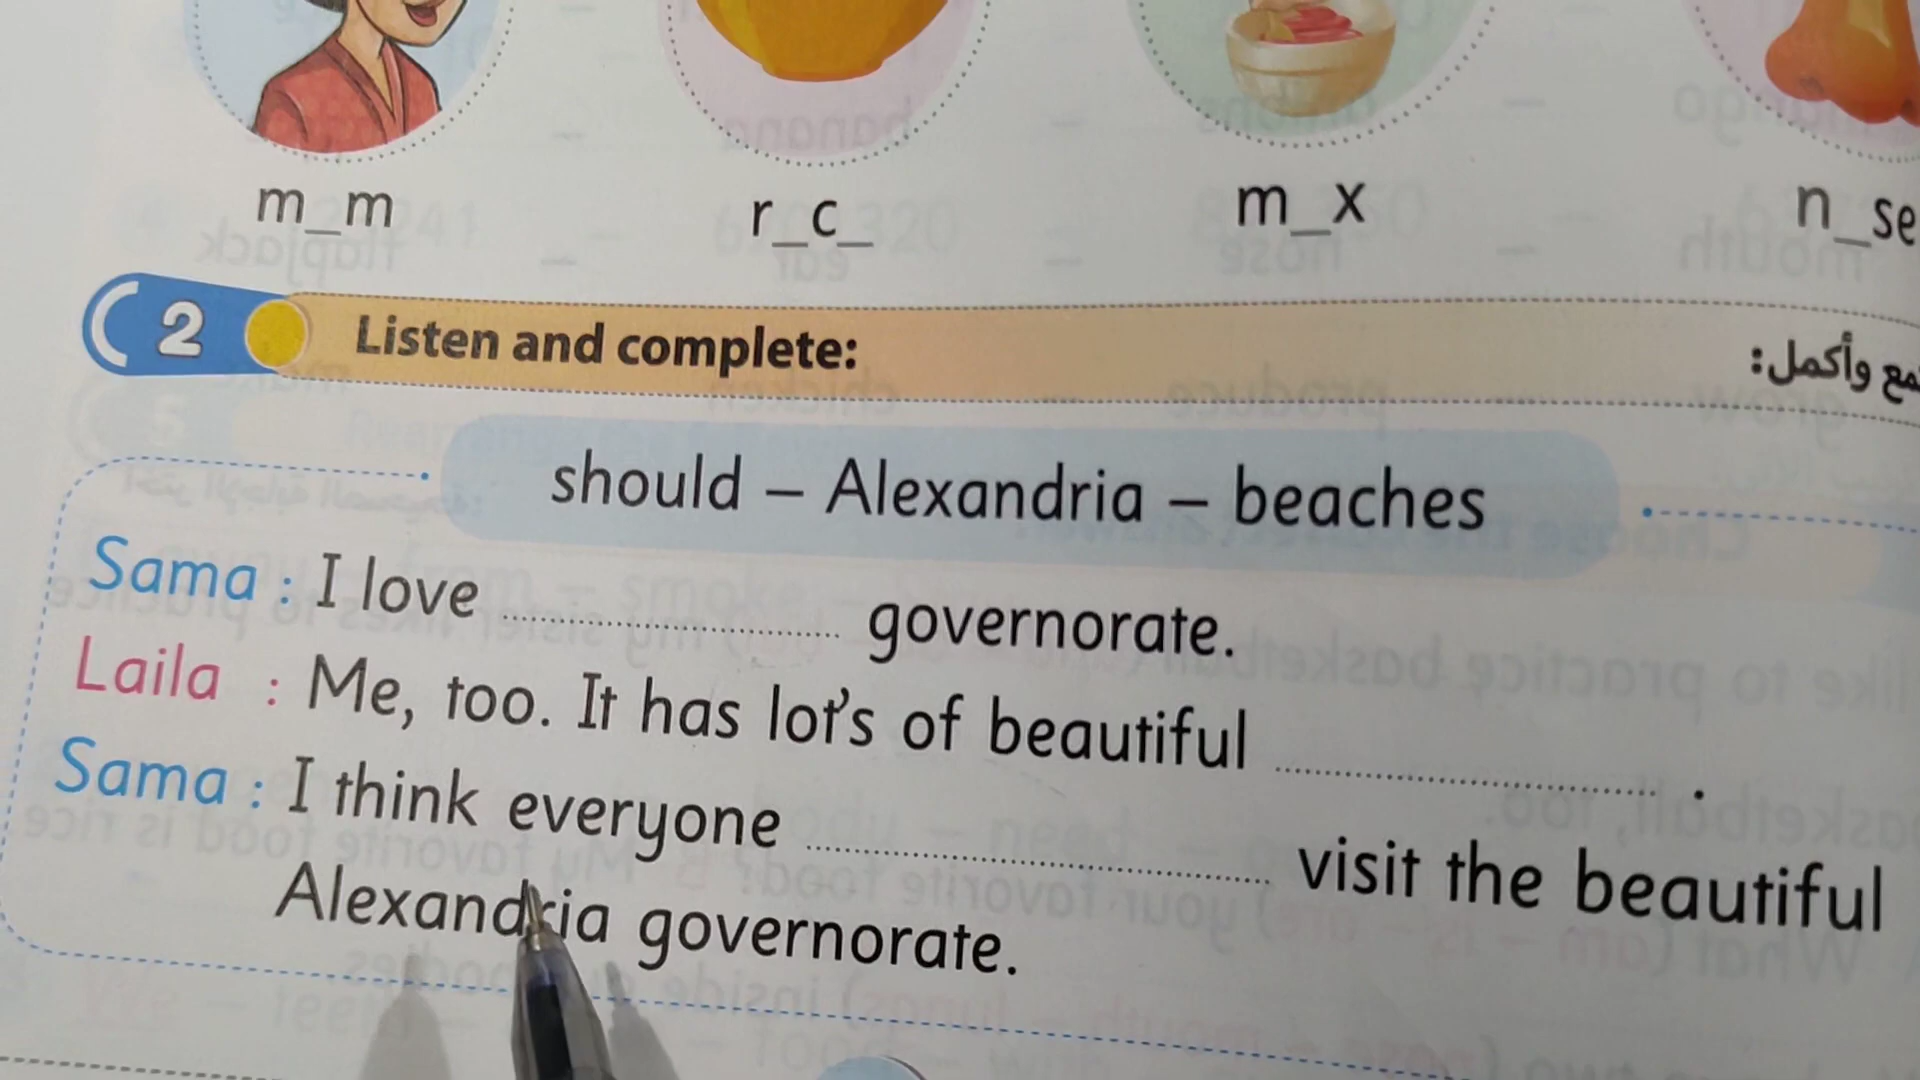 m_m r_c_ m_x n_se
2 Listen and complete: وأكمل:
should – Alexandria – beaches
Sama : I love .......... governorate.
Laila : Me, too. It has lot's of beautiful .......... .
Sama : I think everyone .......... visit the beautiful
Alexandria governorate.